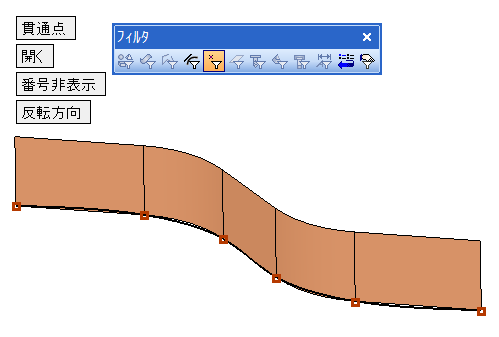 貫通点
開く
番号非表示
反転方向
フィルタ